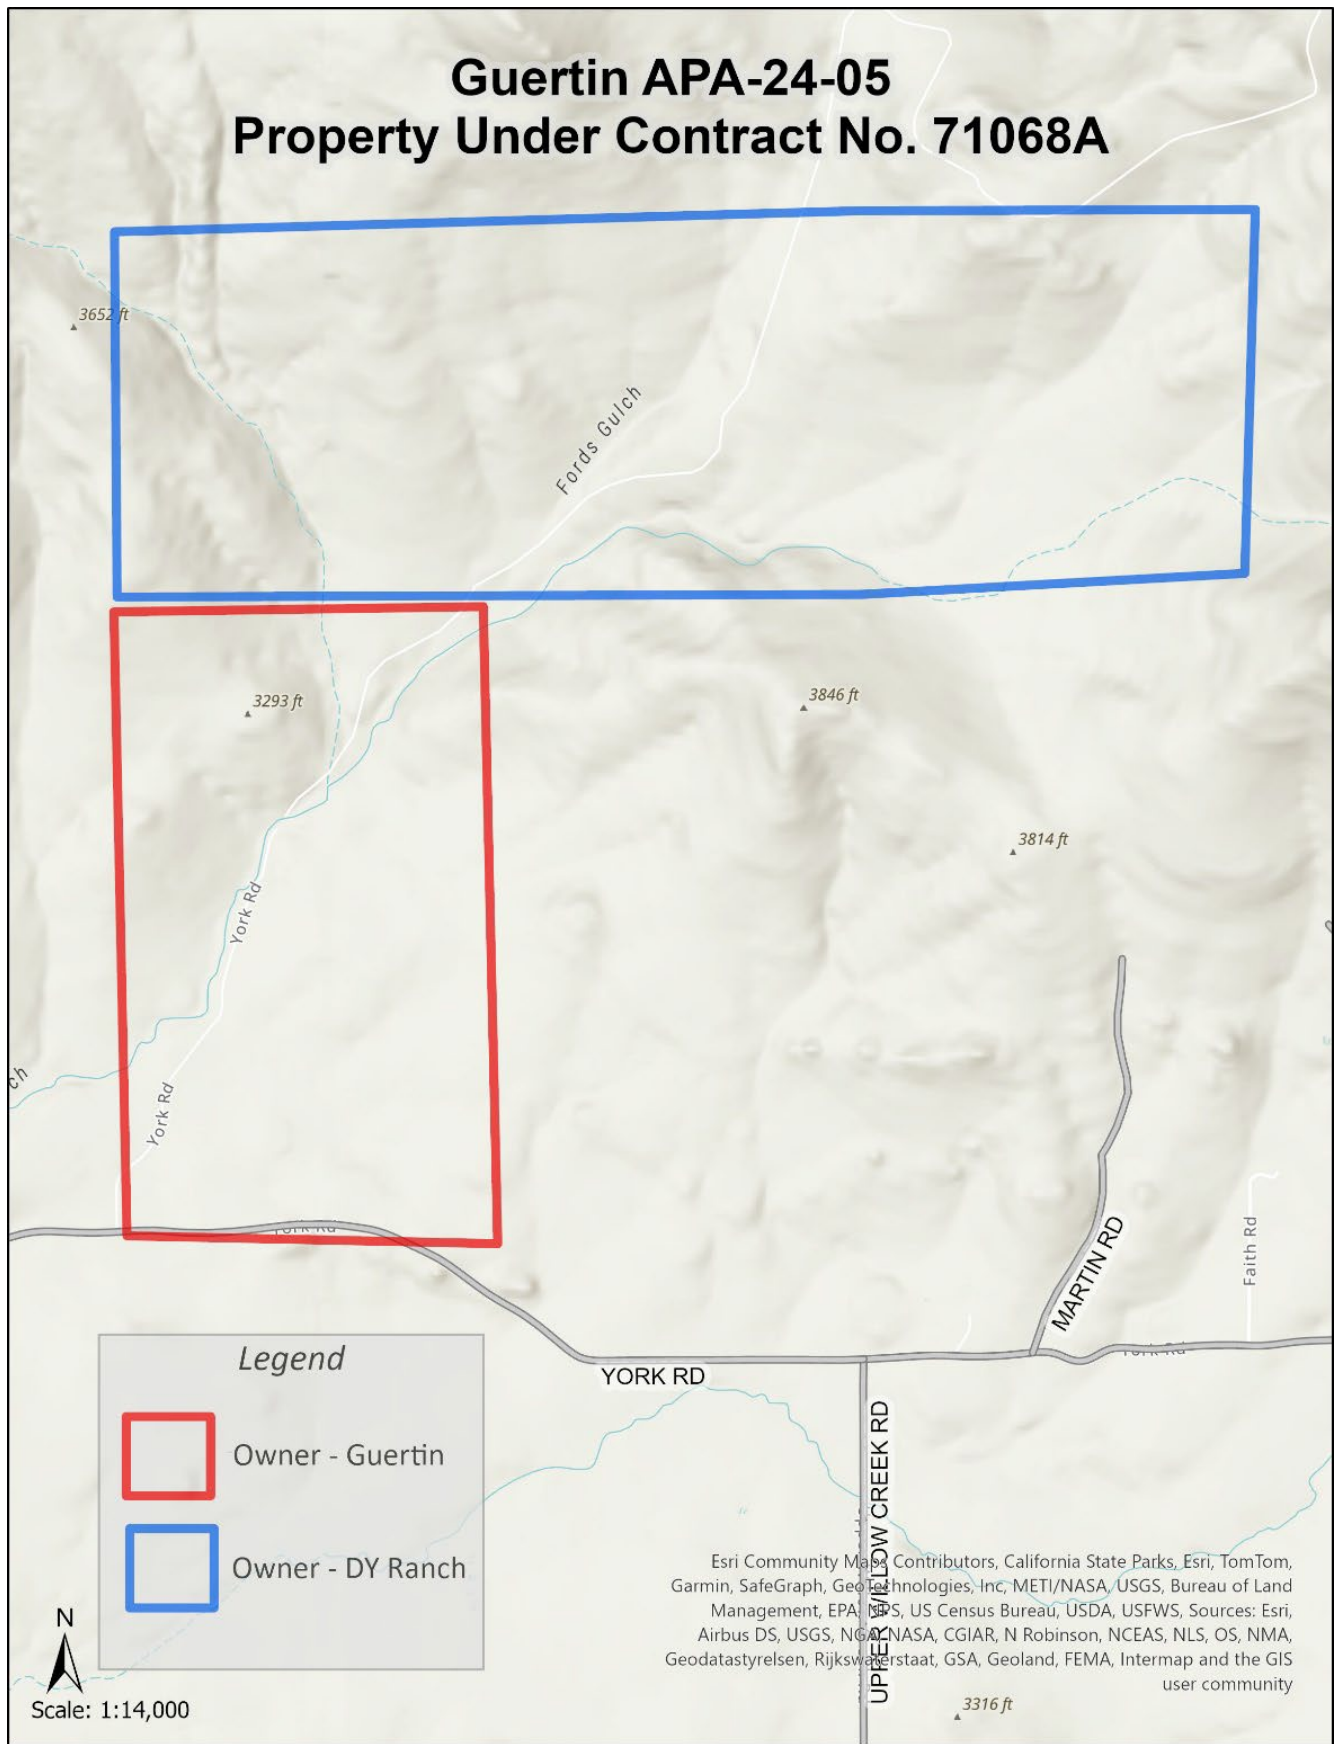 Guertin APA-24-05
Property Under Contract No. 71068A
3652 ft
Fords Gulch
3293 ft
3846 ft
3814 ft
York Rd
ch
York Rd
York Rd
MARTIN RD
Faith Rd
York Rd
YORK RD
UPPER WILLOW CREEK RD
Legend
Owner - Guertin
Owner - DY Ranch
N
Scale: 1:14,000
Esri Community Maps Contributors, California State Parks, Esri, TomTom,
Garmin, SafeGraph, GeoTechnologies, Inc, METI/NASA, USGS, Bureau of Land
Management, EPA, NPS, US Census Bureau, USDA, USFWS, Sources: Esri,
Airbus DS, USGS, NGA, NASA, CGIAR, N Robinson, NCEAS, NLS, OS, NMA,
Geodatastyrelsen, Rijkswaterstaat, GSA, Geoland, FEMA, Intermap and the GIS
user community
3316 ft